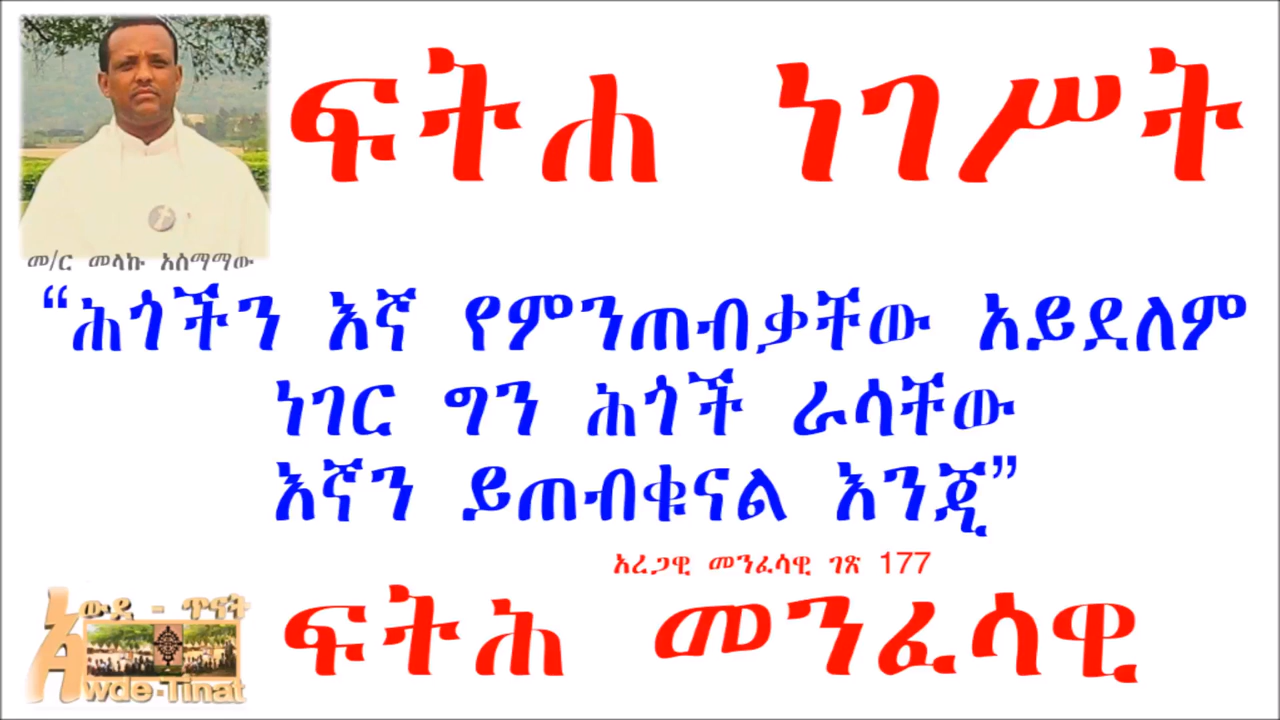 ፍትሐ ነገሥት
መ/ር መላኩ አስማማው
“ሕጎችን እኛ የምንጠብቃቸው አይደለም
ነገር ግን ሕጎች ራሳቸው
እኛን ይጠብቁናል እንጂ”
አረጋዊ መንፈሳዊ ገጽ 177
ፍትሕ መንፈሳዊ
አውደ - ጥናት
Awde-Tinat